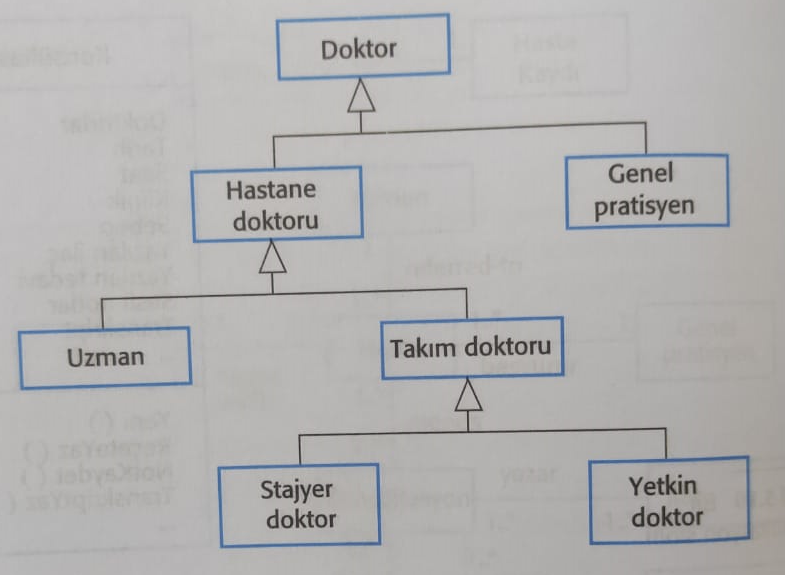 Doktor
Hastane
doktoru
Genel
pratisyen
Uzman
Takım doktoru
Stajyer
doktor
Yetkin
doktor